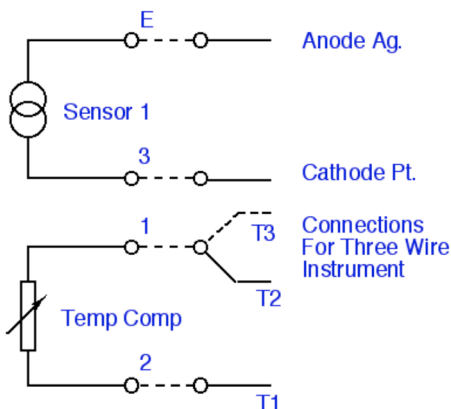 E
Anode Ag.
Sensor 1
3
Cathode Pt.
1
T3
Connections
For Three Wire
Instrument
T2
Temp Comp
2
T1